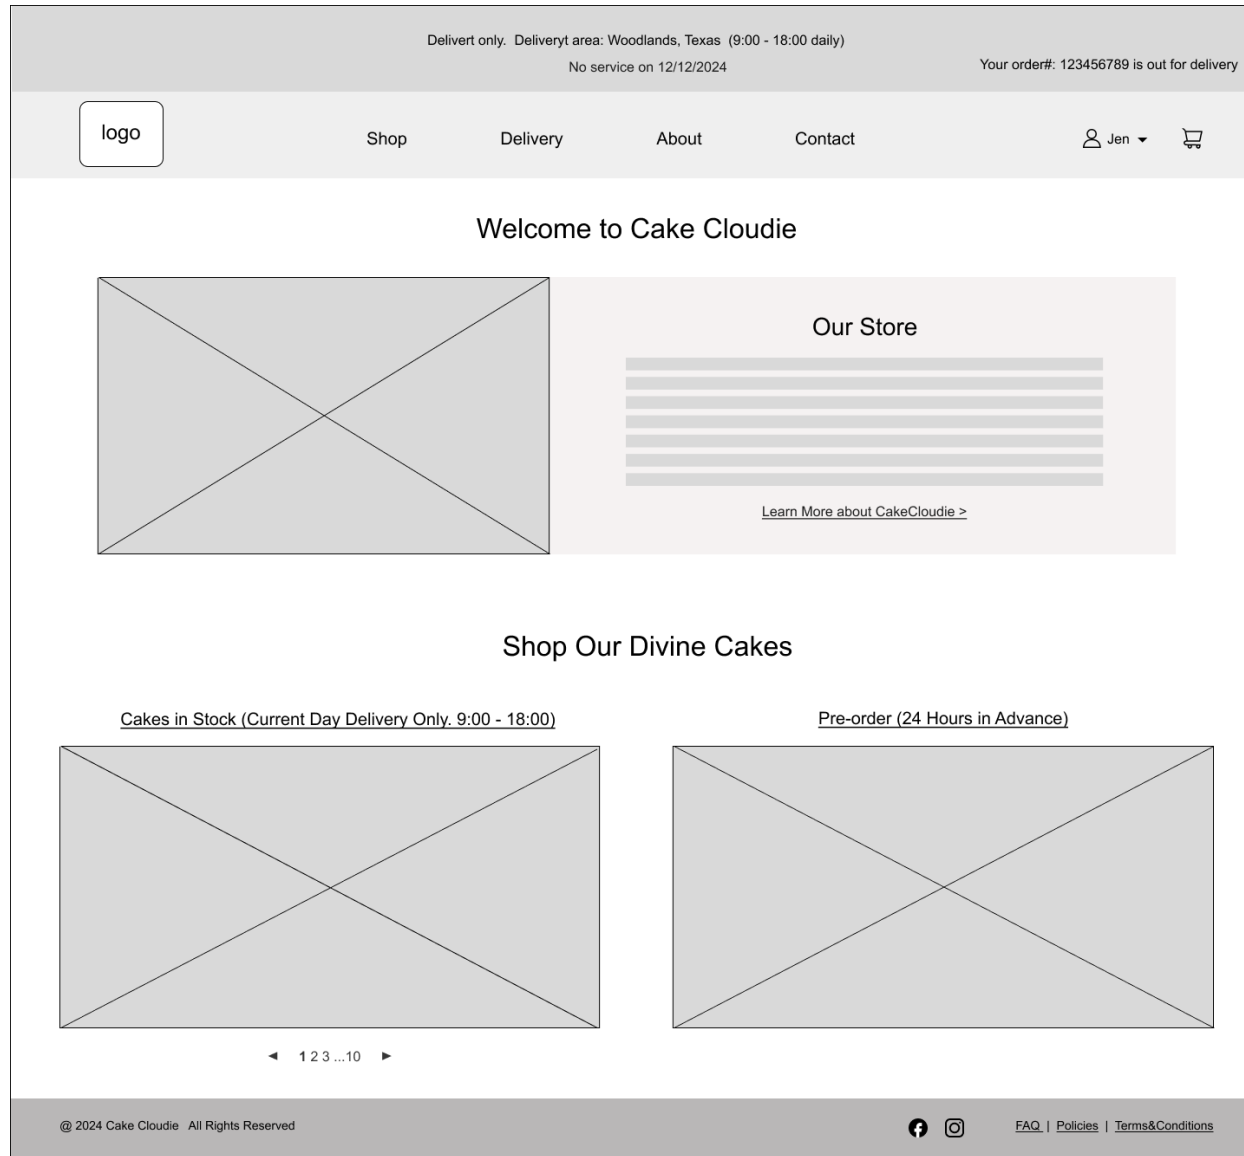 Delivert only.  Deliveryt area: Woodlands, Texas  (9:00 - 18:00 daily)
No service on 12/12/2024
Your order#: 123456789 is out for delivery
logo
Shop
Delivery
About
Contact
Jen
Welcome to Cake Cloudie
Our Store
Learn More about CakeCloudie >
Shop Our Divine Cakes
Cakes in Stock (Current Day Delivery Only. 9:00 - 18:00)
Pre-order (24 Hours in Advance)
1 2 3 ...10
@ 2024 Cake Cloudie   All Rights Reserved
FAQ | Policies | Terms&Conditions